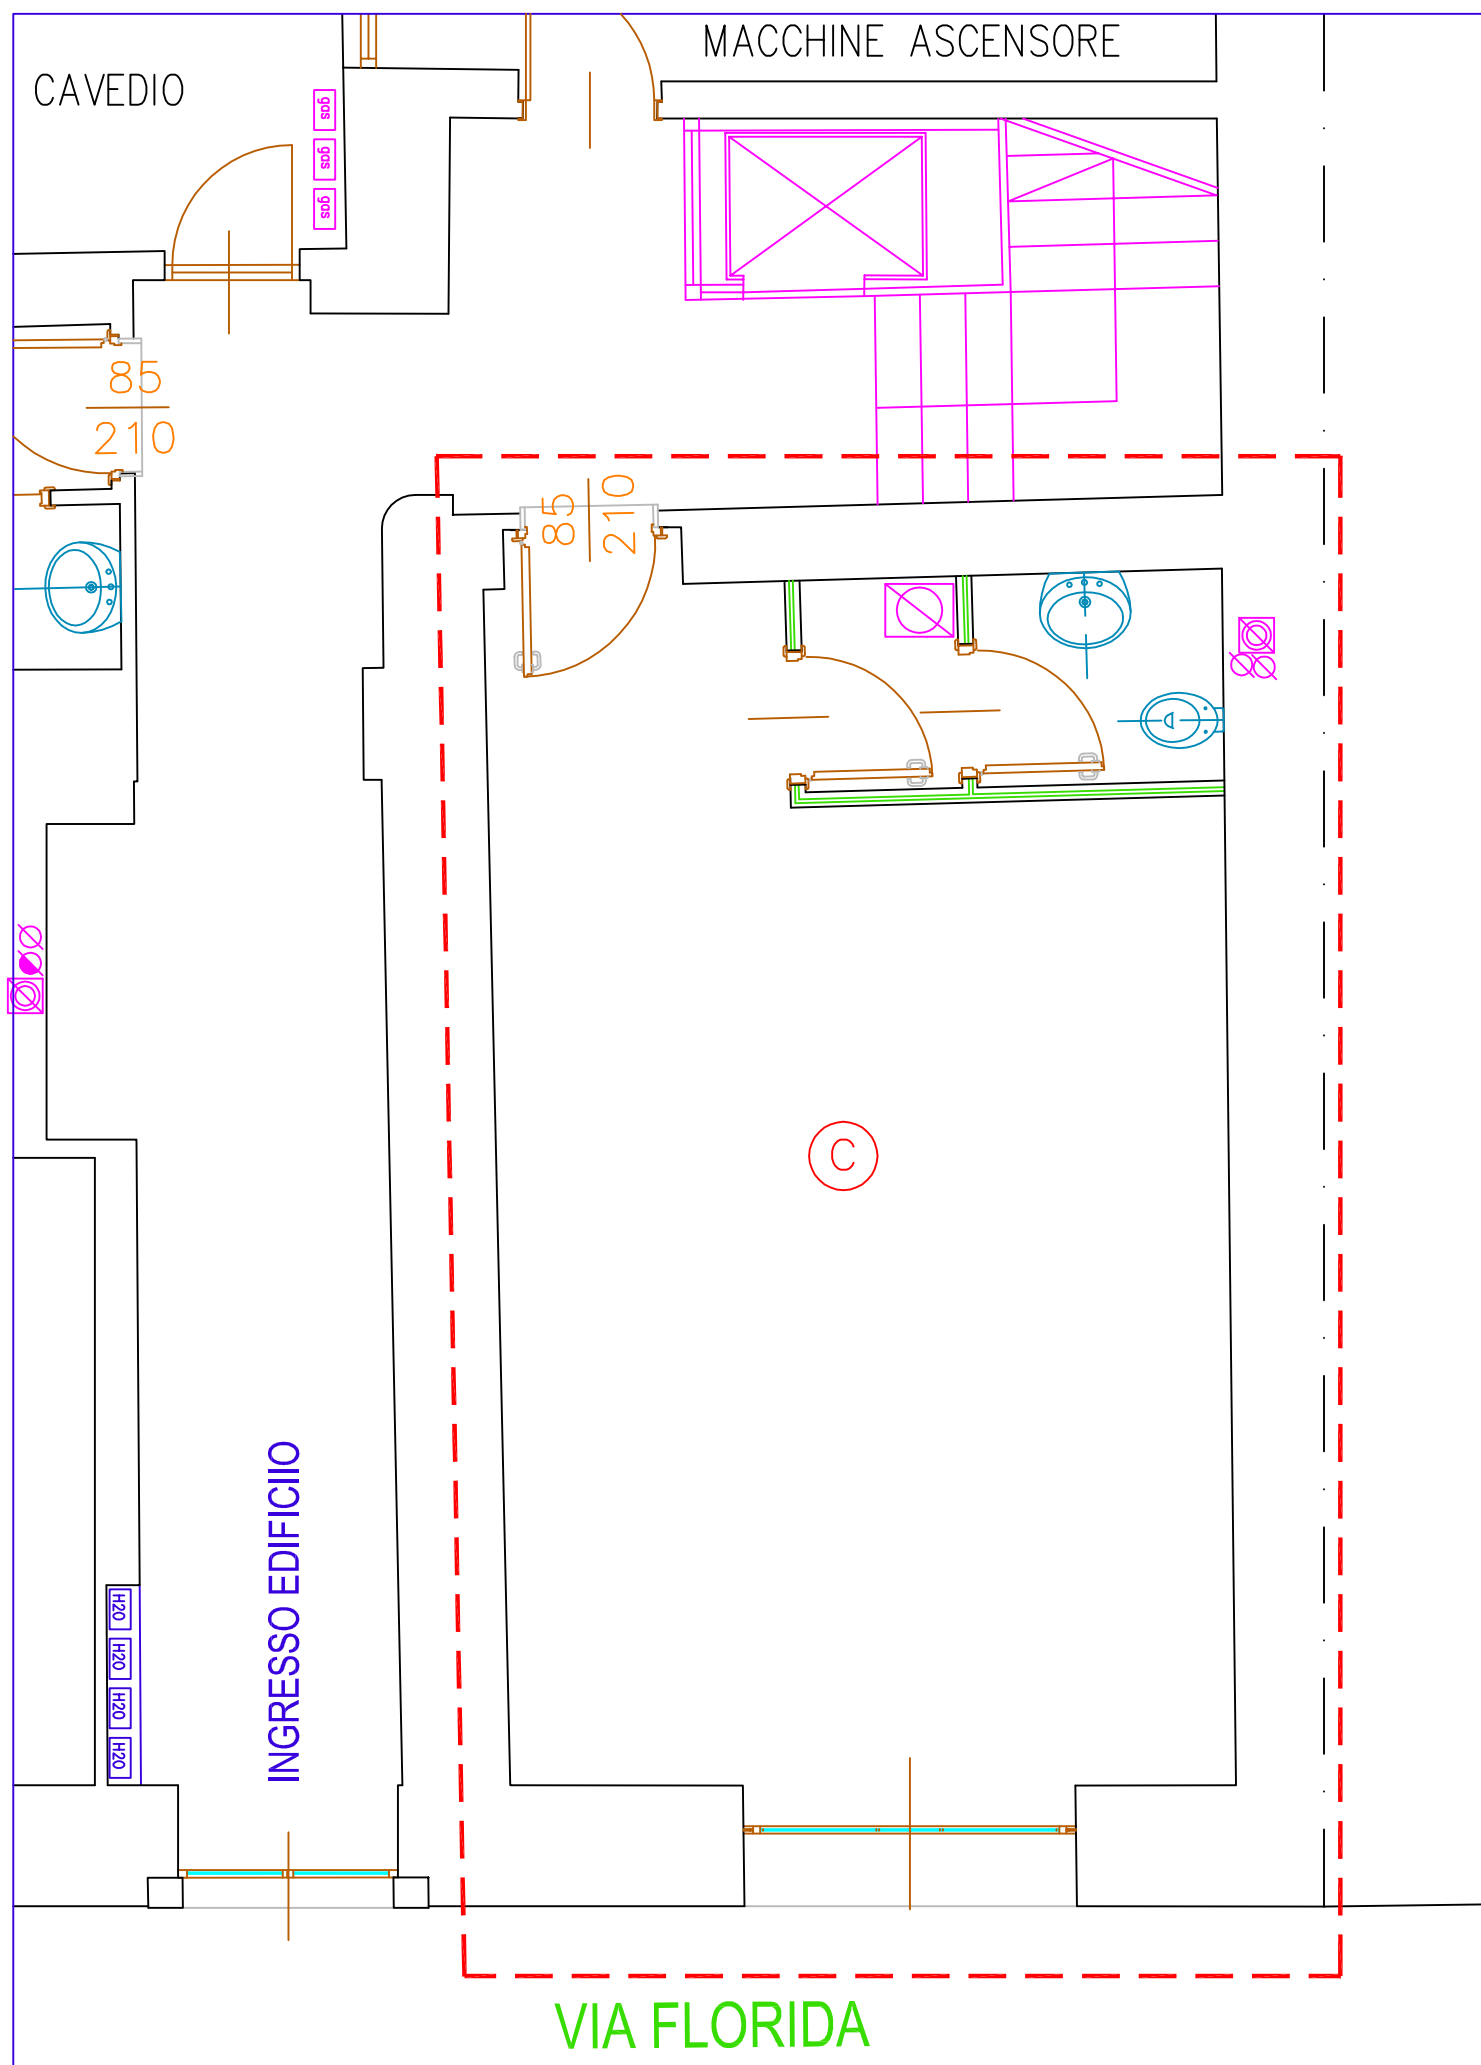 MACCHINE ASCENSORE
CAVEDIO
gas
gas
gas
85
210
85
210
C
INGRESSO EDIFICIIO
H2O
H2O
H2O
H2O
VIA FLORIDA